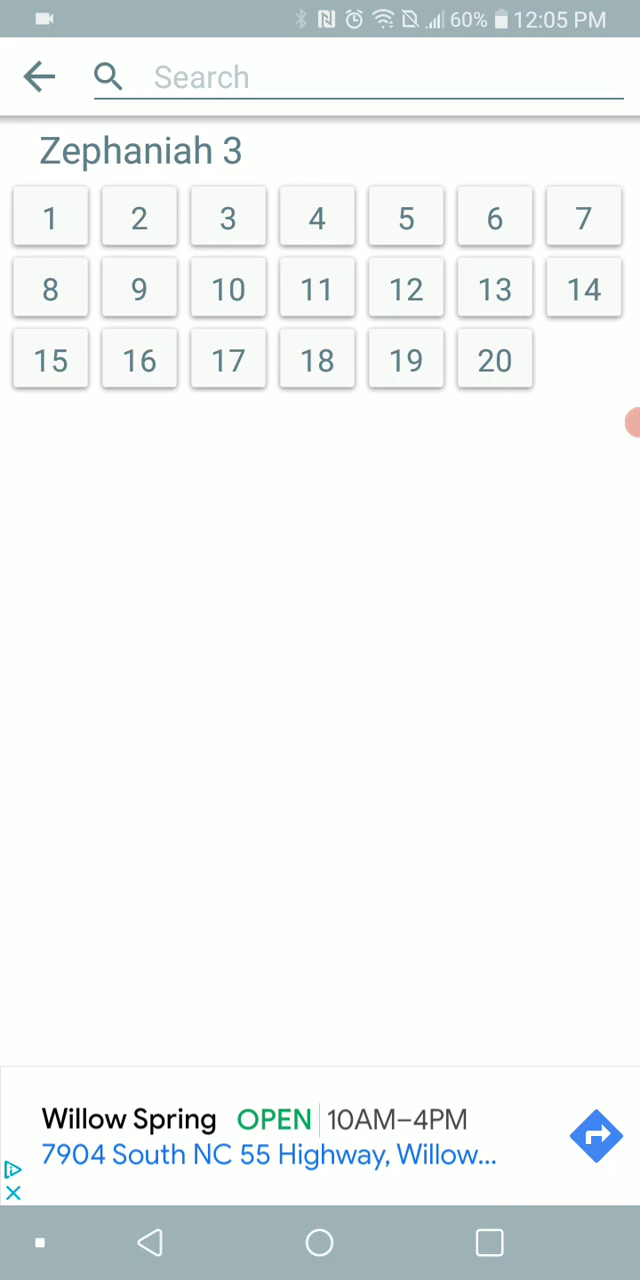 60% 12:05 PM
Search
Zephaniah 3
1 2 3 4 5 6 7
8 9 10 11 12 13 14
15 16 17 18 19 20
Willow Spring OPEN 10AM–4PM
7904 South NC 55 Highway, Willow...